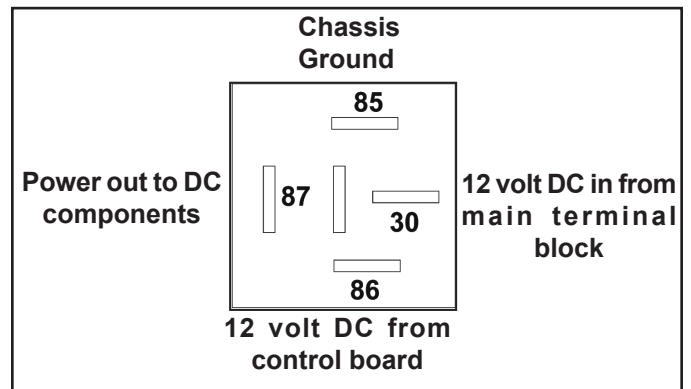 Chassis
Ground
85
Power out to DC
components
87
30
12 volt DC in from
main terminal
block
86
12 volt DC from
control board